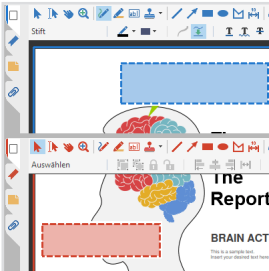 Stift
T T T
Auswählen
The
Report
BRAIN ACT
This is a sample text.
Insert your desired text here